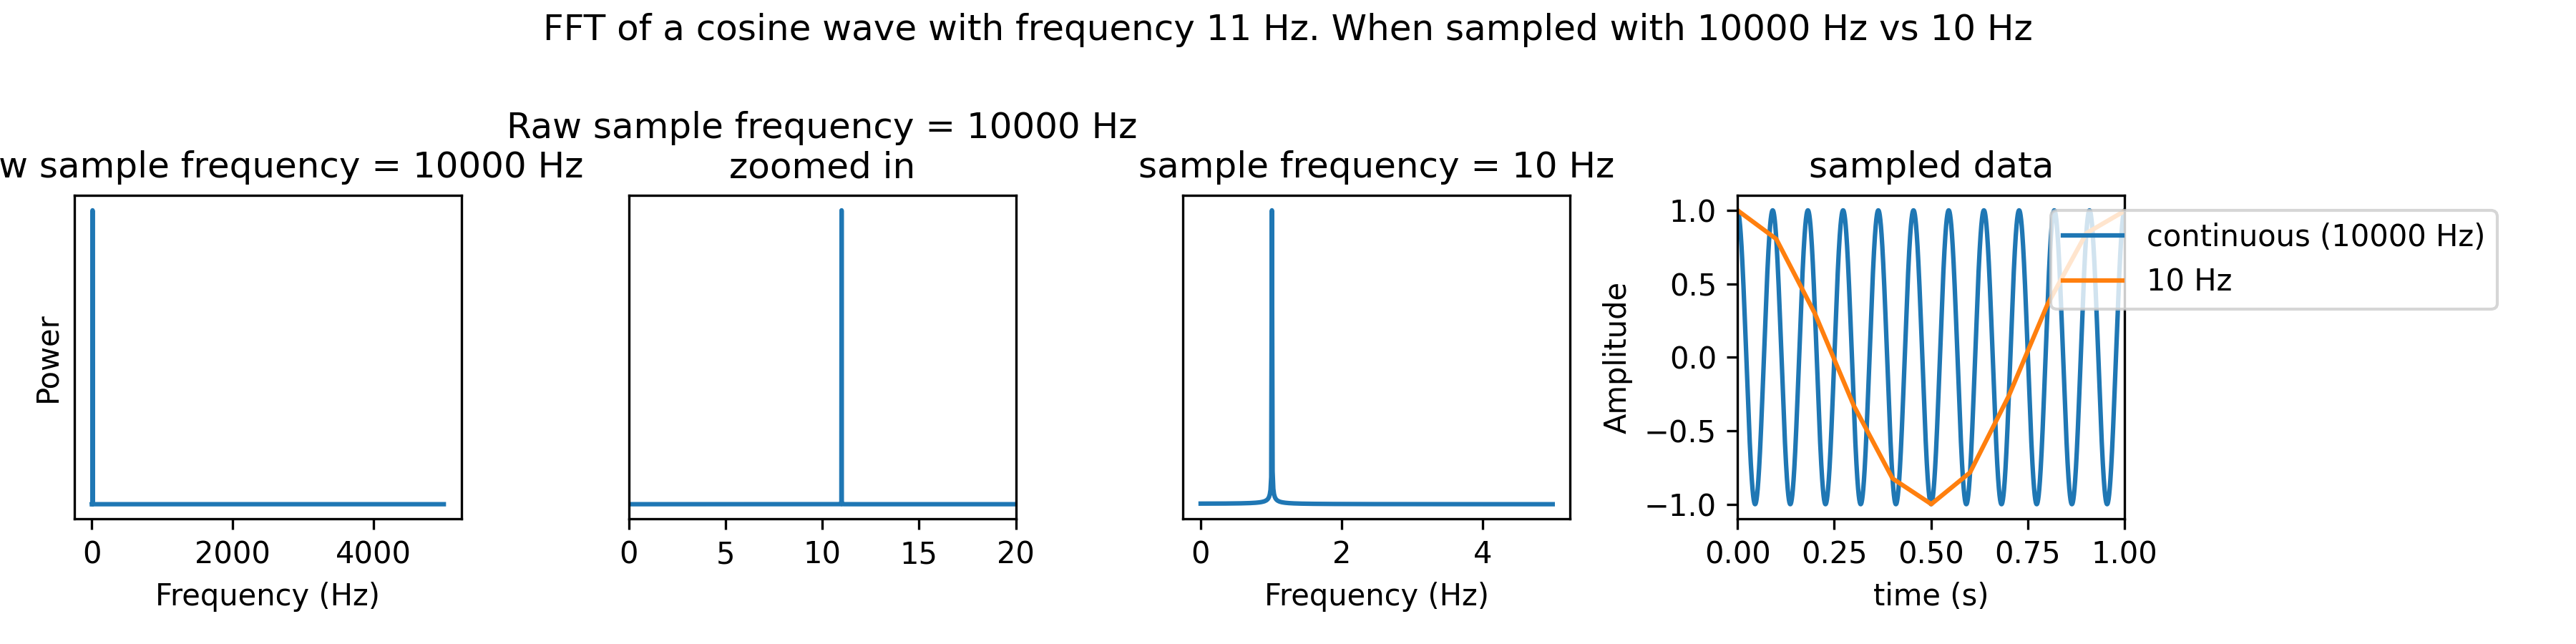 FFT of a cosine wave with frequency 11 Hz. When sampled with 10000 Hz vs 10 Hz
w sample frequency = 10000 Hz
Power
0 2000 4000
Frequency (Hz)
Raw sample frequency = 10000 Hz
zoomed in
0 5 10 15 20
sample frequency = 10 Hz
0 2 4
Frequency (Hz)
sampled data
Amplitude
1.0
0.5
0.0
−0.5
−1.0
continuous (10000 Hz)
10 Hz
0.00 0.25 0.50 0.75 1.00
time (s)